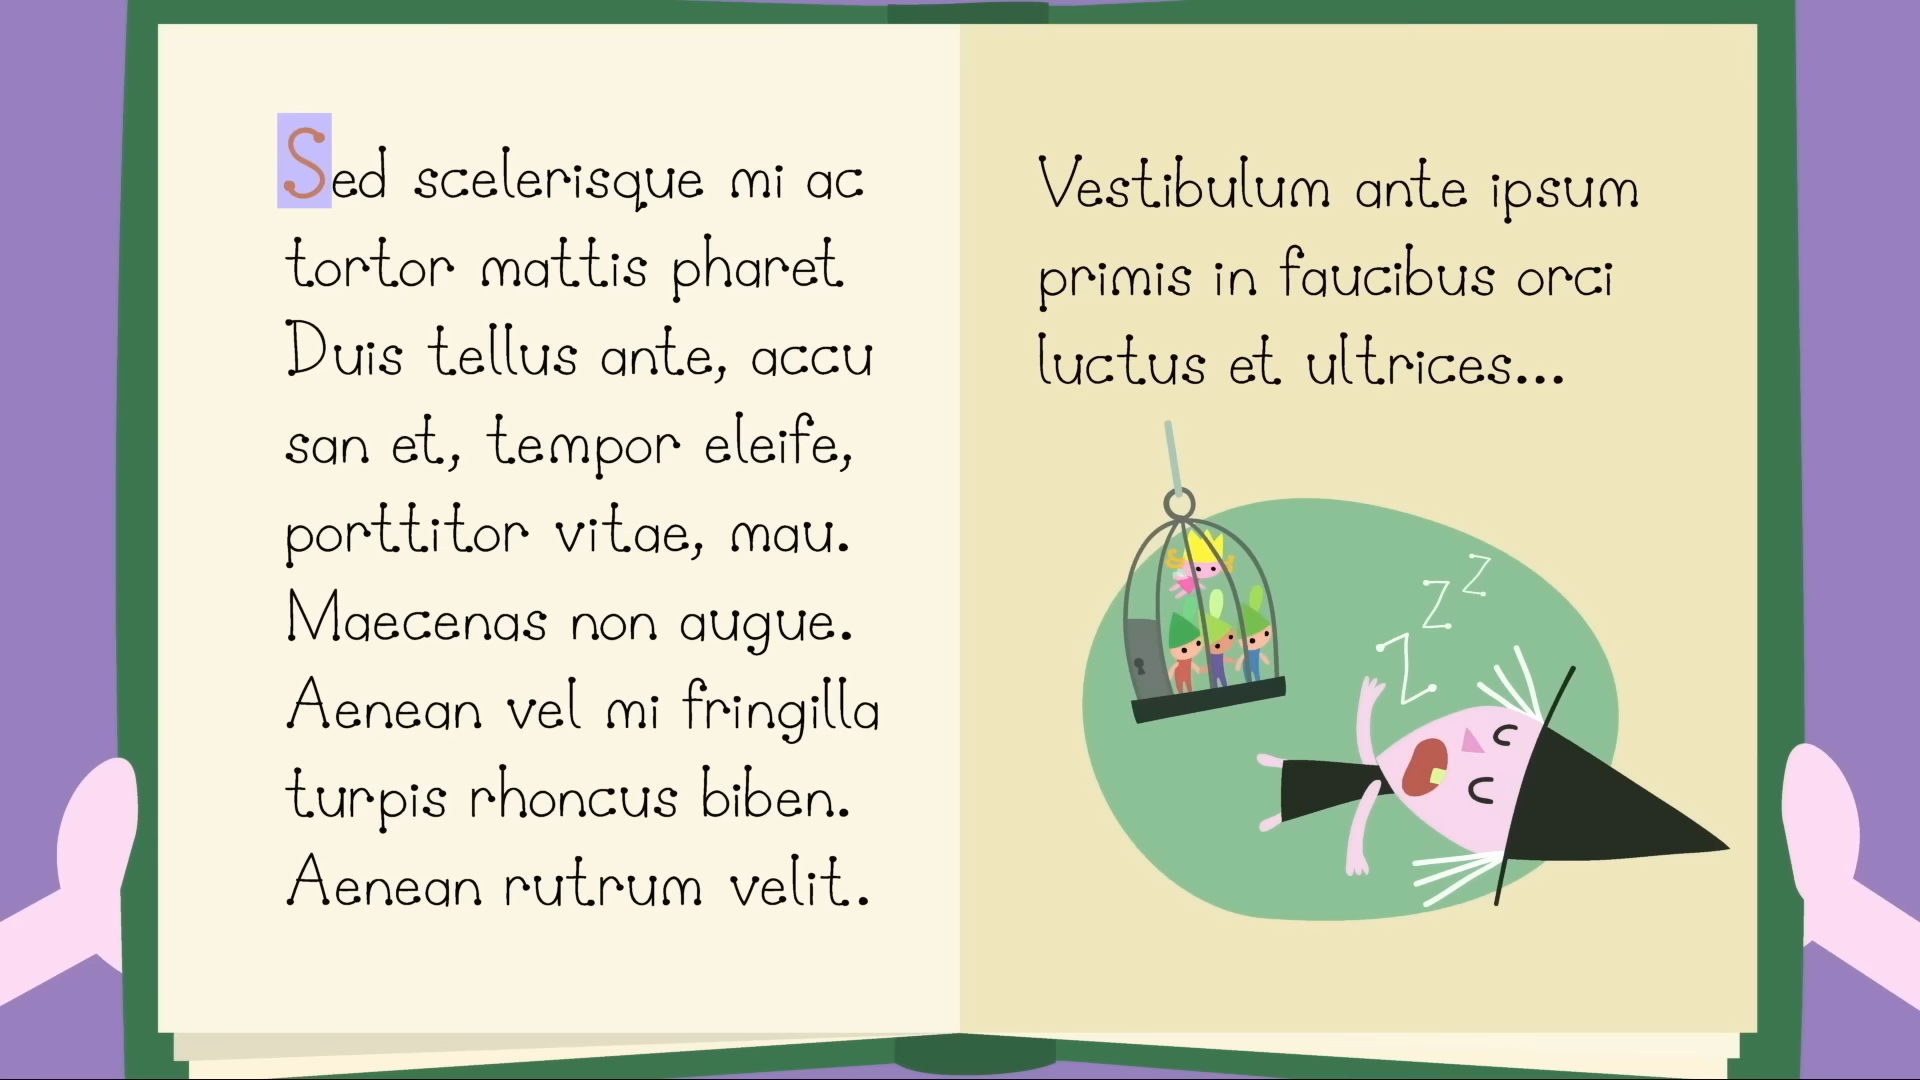 Sed scelerisque mi ac
tortor mattis pharet
Duis tellus ante, accu
san et, tempor eleife,
porttitor vitae, mau.
Maecenas non augue.
Aenean vel mi fringilla
turpis rhoncus biben.
Aenean rutrum velit..
Vestibulum ante ipsum
primis in faucibus orci
luctus et ultrices...
z
z
z